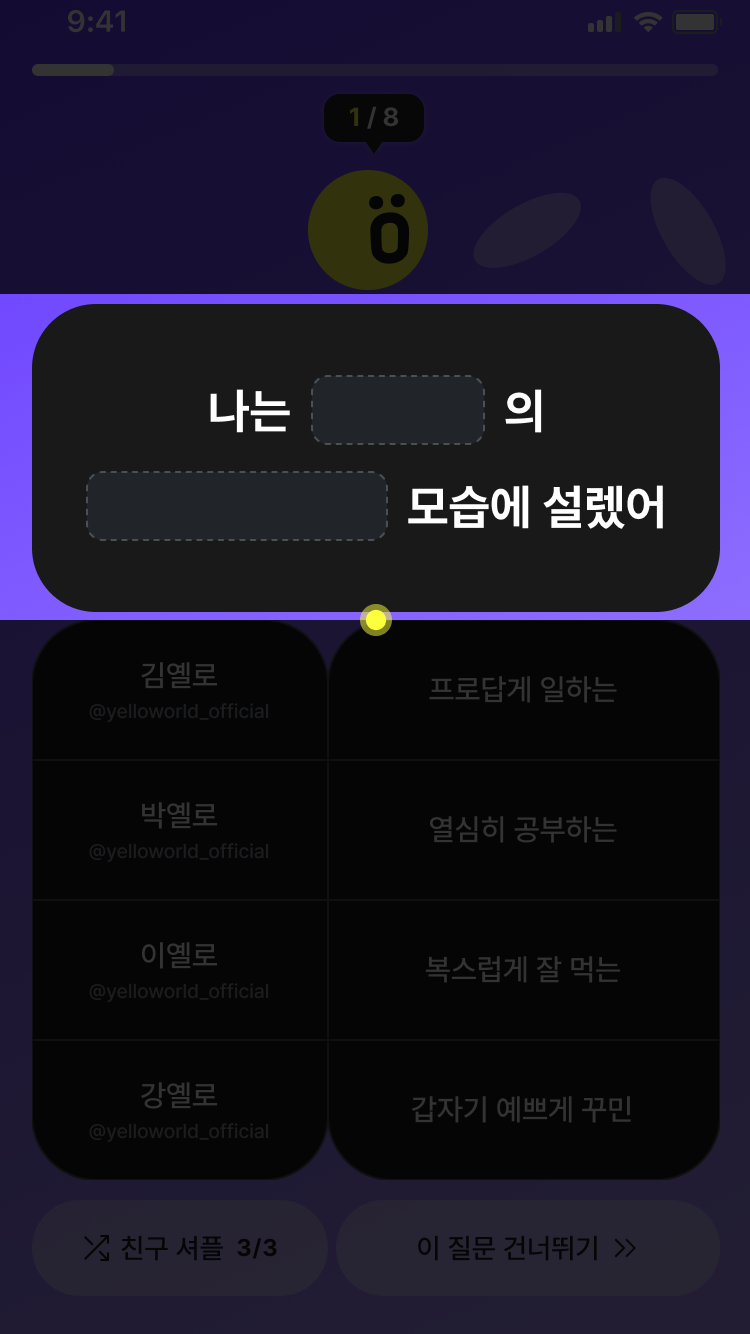 9:41
1 / 8
ö
나는 의
모습에 설렜어
김옐로
@yelloworld_official
프로답게 일하는
박옐로
@yelloworld_official
열심히 공부하는
이옐로
@yelloworld_official
복스럽게 잘 먹는
강옐로
@yelloworld_official
갑자기 예쁘게 꾸민
친구 셔플 3/3
이 질문 건너뛰기